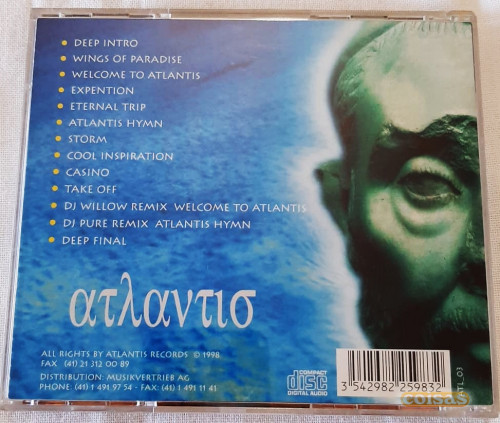 DEEP INTRO
WINGS OF PARADISE
WELCOME TO ATLANTIS
EXPENTION
ETERNAL TRIP
ATLANTIS HYMN
STORM
COOL INSPIRATION
CASINO
TAKE OFF
DJ WILLOW REMIX WELCOME TO ATLANTIS
DJ PURE REMIX ATLANTIS HYMN
DEEP FINAL
ατλαντισ
ALL RIGHTS BY ATLANTIS RECORDS © 1998
FAX (41) 21 312 00 89
DISTRIBUTION: MUSIKVERTRIEB AG
PHONE: (41) 1 491 97 54 - FAX: (41) 1 491 11 41
COMPACT
disc
DIGITAL AUDIO
3 542982 259832
TL_03
coisas